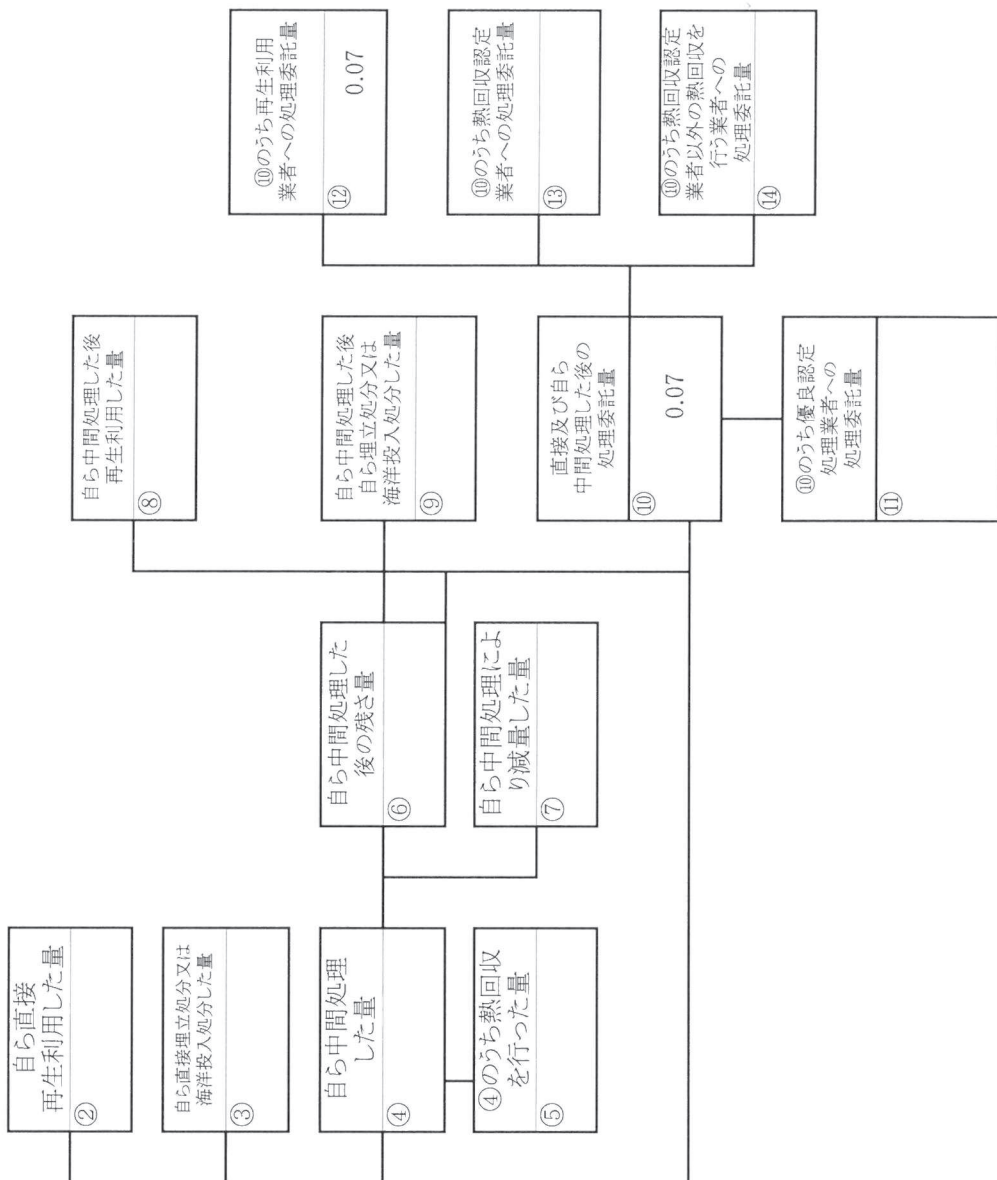 自ら直接
再生利用した量
②
自ら直接埋立処分又は
海洋投入処分した量
③
自ら中間処理
した量
④
④のうち熱回収
を行った量
⑤
自ら中間処理した
後の残さ量
⑥
自ら中間処理によ
り減量した量
⑦
自ら中間処理した後
再生利用した量
⑧
自ら中間処理した後
自ら埋立処分又は
海洋投入処分した量
⑨
直接及び自ら
中間処理した後の
処理委託量
⑩
0.07
⑩のうち優良認定
処理業者への
処理委託量
⑪
⑩のうち再生利用
業者への処理委託量
⑫
0.07
⑩のうち熱回収認定
業者への処理委託量
⑬
⑩のうち熱回収認定
業者以外の熱回収を
行う業者への
処理委託量
⑭